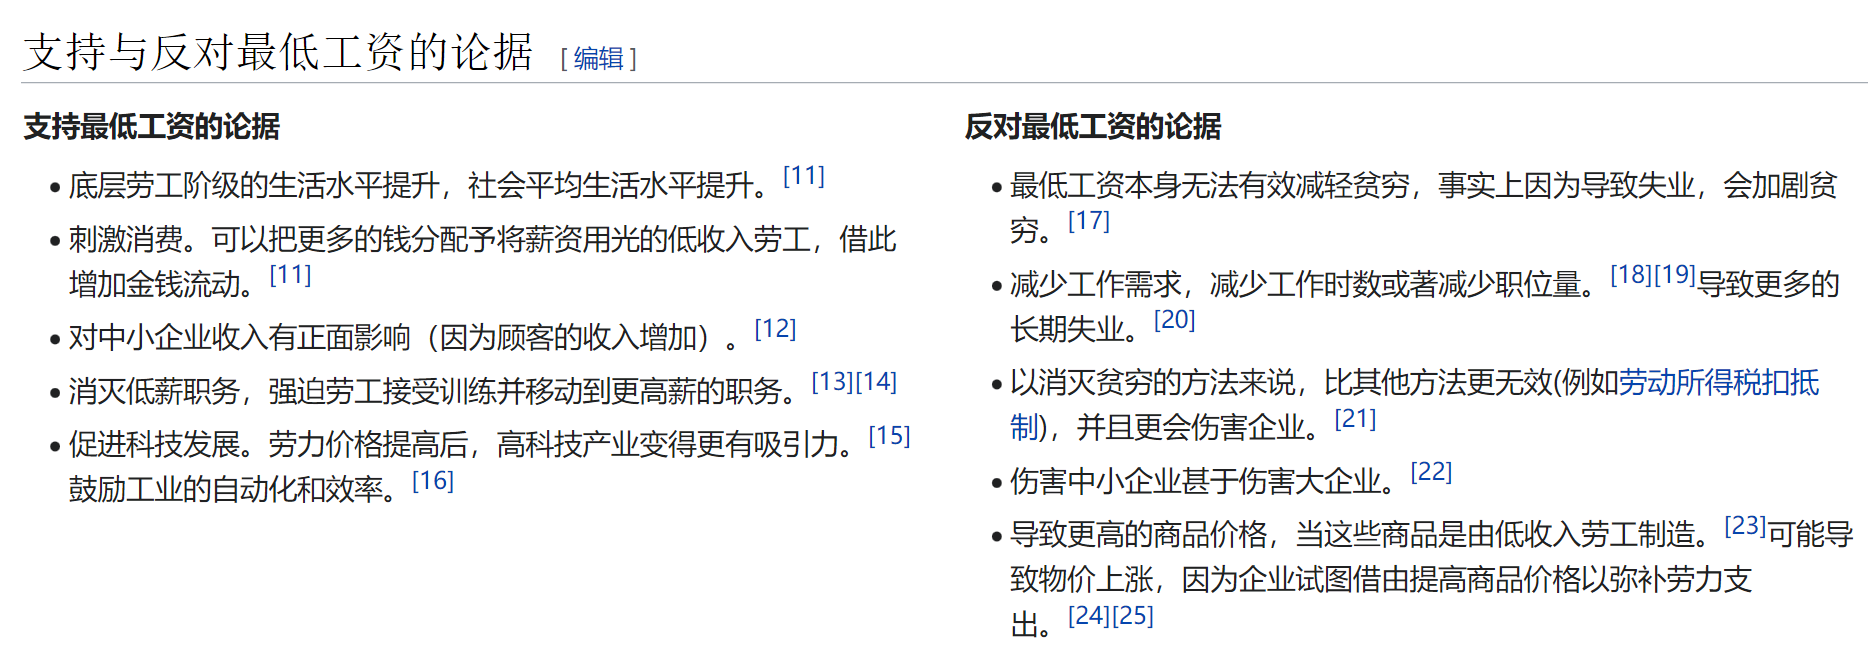 支持与反对最低工资的论据 [ 编辑 ]
支持最低工资的论据
• 底层劳工阶级的生活水平提升，社会平均生活水平提升。[11]
• 刺激消费。可以把更多的钱分配予将薪资用光的低收入劳工，借此
增加金钱流动。[11]
• 对中小企业收入有正面影响（因为顾客的收入增加）。[12]
• 消灭低薪职务，强迫劳工接受训练并移动到更高薪的职务。[13][14]
• 促进科技发展。劳力价格提高后，高科技产业变得更有吸引力。[15]
鼓励工业的自动化和效率。[16]
反对最低工资的论据
• 最低工资本身无法有效减轻贫穷，事实上因为导致失业，会加剧贫
穷。[17]
• 减少工作需求，减少工作时数或著减少职位量。[18][19]导致更多的
长期失业。[20]
• 以消灭贫穷的方法来说，比其他方法更无效(例如劳动所得税扣抵
制)，并且更会伤害企业。[21]
• 伤害中小企业甚于伤害大企业。[22]
• 导致更高的商品价格，当这些商品是由低收入劳工制造。[23]可能导
致物价上涨，因为企业试图借由提高商品价格以弥补劳力支
出。[24][25]